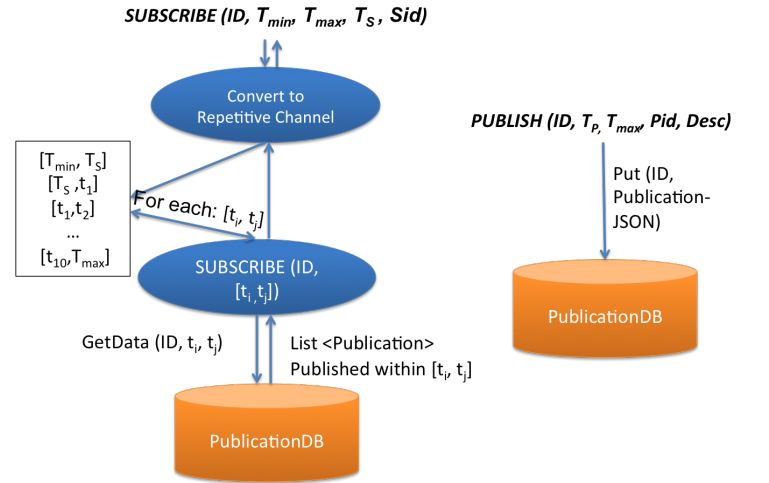 SUBSCRIBE (ID, Tmin, Tmax, TS , Sid)
Convert to
Repetitive Channel
[Tmin, TS]
[TS ,t1]
[t1,t2]
...
[t10,Tmax]
For each: [ti, tj]
SUBSCRIBE (ID,
[ti ,tj])
GetData (ID, ti, tj)
List <Publication>
Published within [ti, tj]
PublicationDB
PUBLISH (ID, TP, Tmax, Pid, Desc)
Put (ID,
Publication-
JSON)
PublicationDB